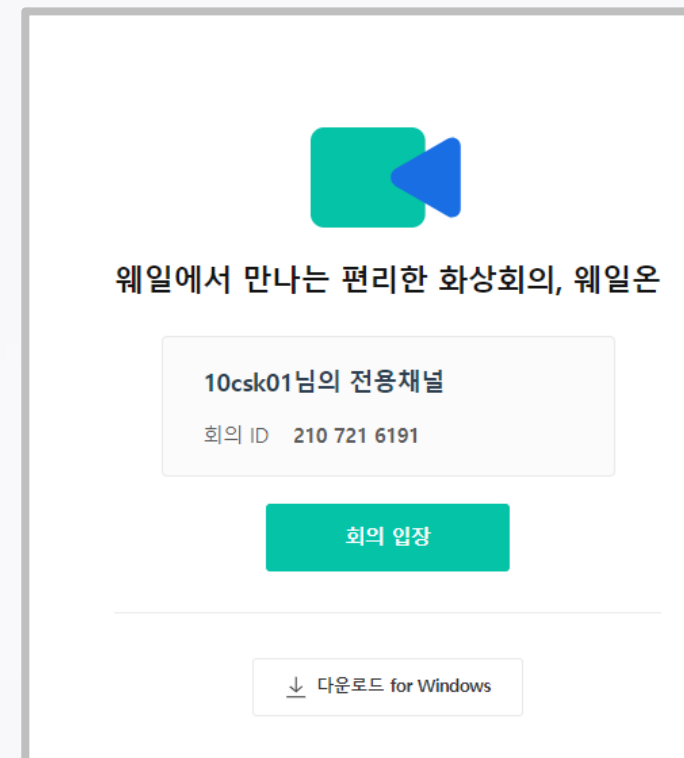 웨일에서 만나는 편리한 화상회의, 웨일온
10csk01님의 전용채널
회의 ID 210 721 6191
회의 입장
다운로드 for Windows